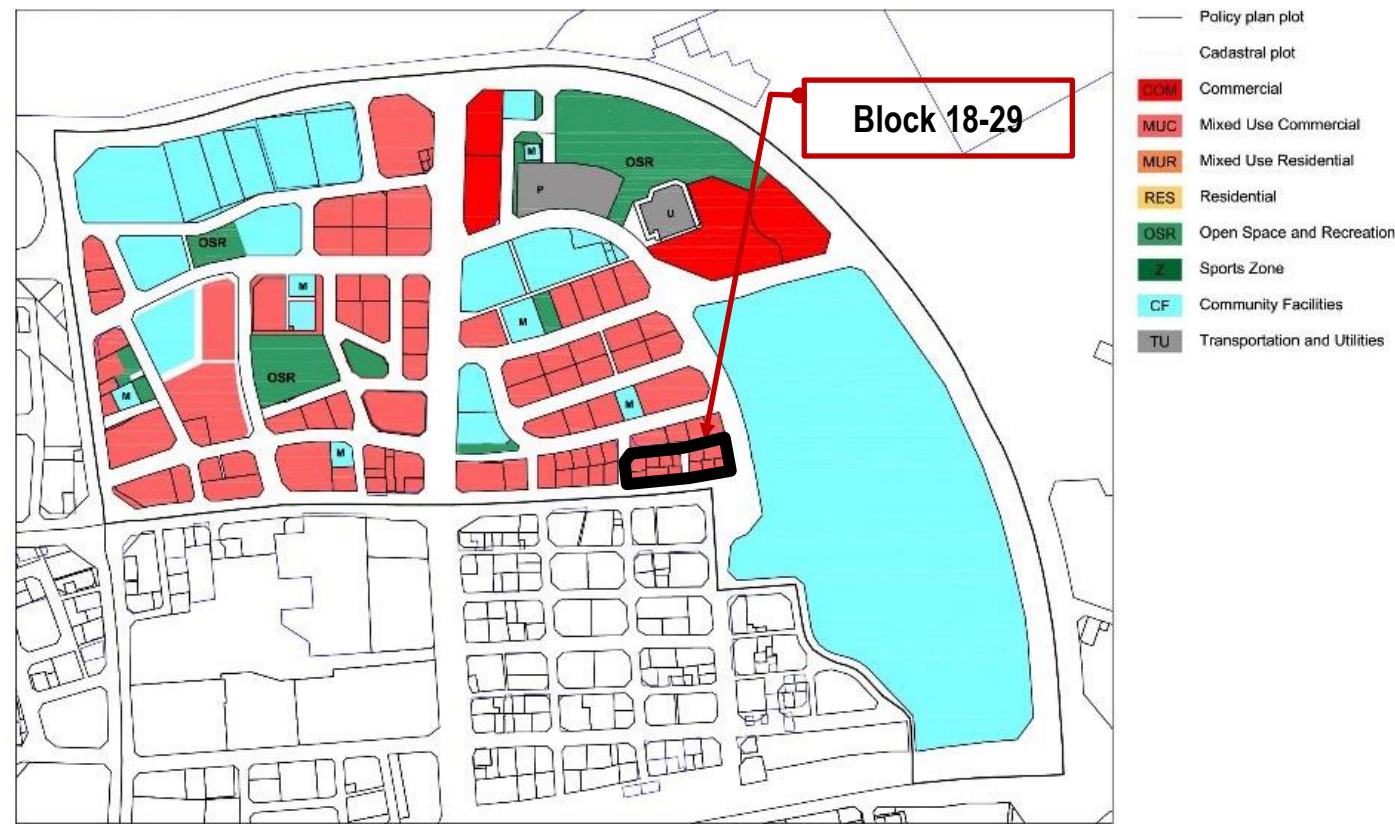 Block 18-29
OSR
M
P
U
OSR
M
M
OSR
M
M
M
Policy plan plot
Cadastral plot
COM Commercial
MUC Mixed Use Commercial
MUR Mixed Use Residential
RES Residential
OSR Open Space and Recreation
Z Sports Zone
CF Community Facilities
TU Transportation and Utilities